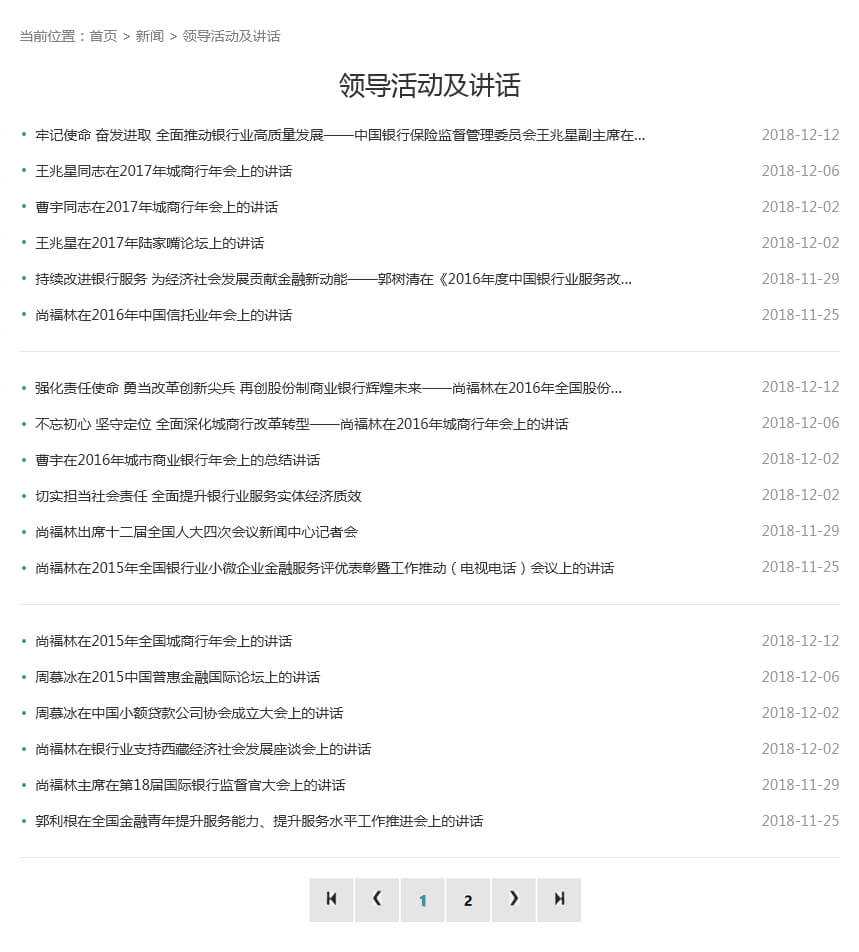 当前位置：首页 > 新闻 > 领导活动及讲话
领导活动及讲话
• 牢记使命 奋发进取 全面推动银行业高质量发展——中国银行保险监督管理委员会王兆星副主席在... 2018-12-12
• 王兆星同志在2017年城商行年会上的讲话 2018-12-06
• 曹宇同志在2017年城商行年会上的讲话 2018-12-02
• 王兆星在2017年陆家嘴论坛上的讲话 2018-12-02
• 持续改进银行服务 为经济社会发展贡献金融新动能——郭树清在《2016年度中国银行业服务改... 2018-11-29
• 尚福林在2016年中国信托业年会上的讲话 2018-11-25
• 强化责任使命 勇当改革创新尖兵 再创股份制商业银行辉煌未来——尚福林在2016年全国股份... 2018-12-12
• 不忘初心 坚守定位 全面深化城商行改革转型——尚福林在2016年城商行年会上的讲话 2018-12-06
• 曹宇在2016年城市商业银行年会上的总结讲话 2018-12-02
• 切实担当社会责任 全面提升银行业服务实体经济质效 2018-12-02
• 尚福林出席十二届全国人大四次会议新闻中心记者会 2018-11-29
• 尚福林在2015年全国银行业小微企业金融服务评优表彰暨工作推动（电视电话）会议上的讲话 2018-11-25
• 尚福林在2015年全国城商行年会上的讲话 2018-12-12
• 周慕冰在2015中国普惠金融国际论坛上的讲话 2018-12-06
• 周慕冰在中国小额贷款公司协会成立大会上的讲话 2018-12-02
• 尚福林在银行业支持西藏经济社会发展座谈会上的讲话 2018-12-02
• 尚福林主席在第18届国际银行监督官大会上的讲话 2018-11-29
• 郭利根在全国金融青年提升服务能力、提升服务水平工作推进会上的讲话 2018-11-25
1 2